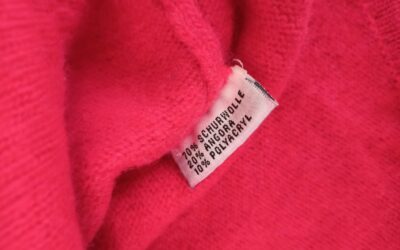 70% SCHURWOLLE
20% ANGORA
10% POLYACRYL